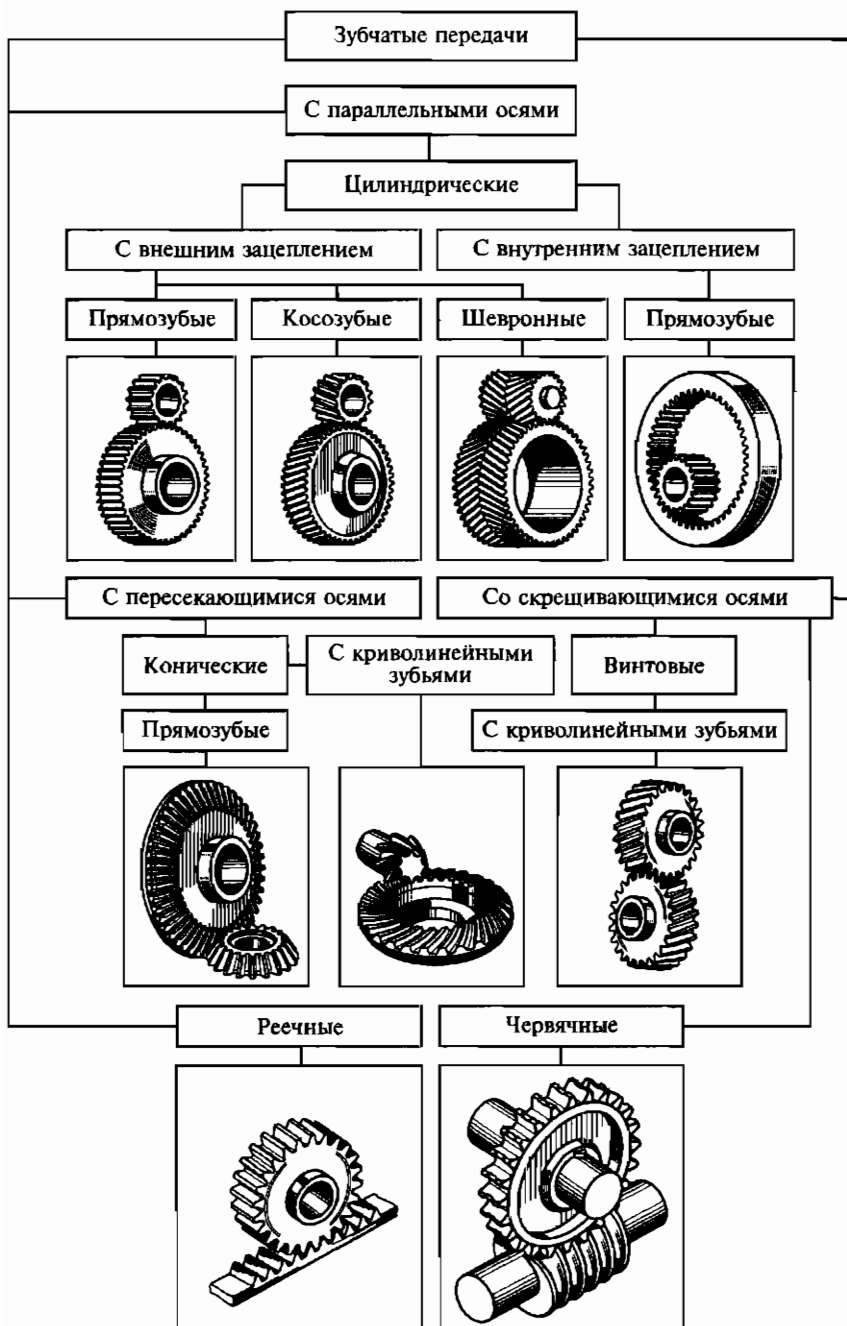 Зубчатые передачи
С параллельными осями
Цилиндрические
С внешним зацеплением
С внутренним зацеплением
Прямозубые
Косозубые
Шевронные
Прямозубые
С пересекающимися осями
Со скрещивающимися осями
Конические
С криволинейными
зубьями
Винтовые
Прямозубые
С криволинейными зубьями
Реечные
Червячные